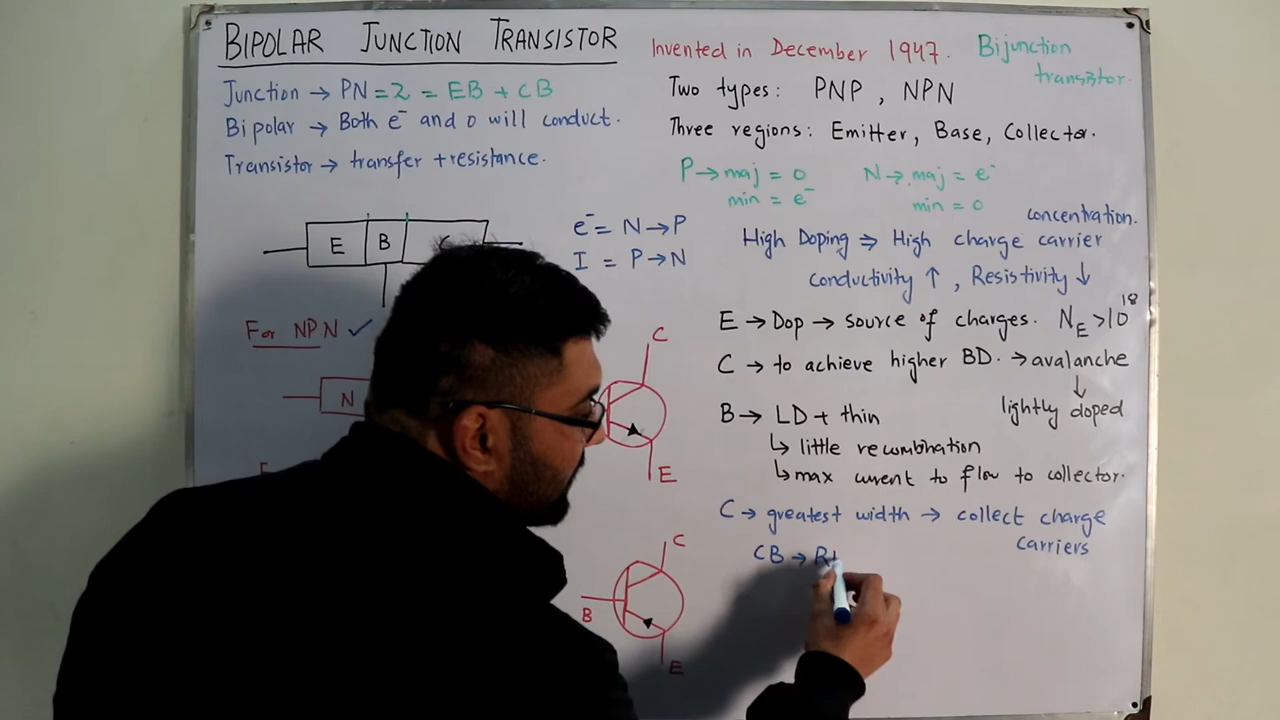 BIPOLAR JUNCTION TRANSISTOR
Invented in December 1947.
Bijunction
transistor.
Junction → PN = 2 = EB + CB
Bipolar → Both e⁻ and o will conduct.
Transistor → transfer + resistance.
Two types: PNP, NPN
Three regions: Emitter, Base, Collector.
P → maj = o
min = e⁻
N → maj = e⁻
min = o
E B C
e⁻ = N → P
I = P → N
concentration.
High Doping ⇒ High charge carrier
Conductivity ↑, Resistivity ↓
For NPN ✓
N
E → Dop → source of charges. N_E > 10¹⁸
C → to achieve higher BD. → avalanche
↓
lightly doped
B → LD + thin
↳ little recombination
↳ max current to flow to collector.
C → greatest width → collect charge
carriers
CB →
C
E
C
B
E